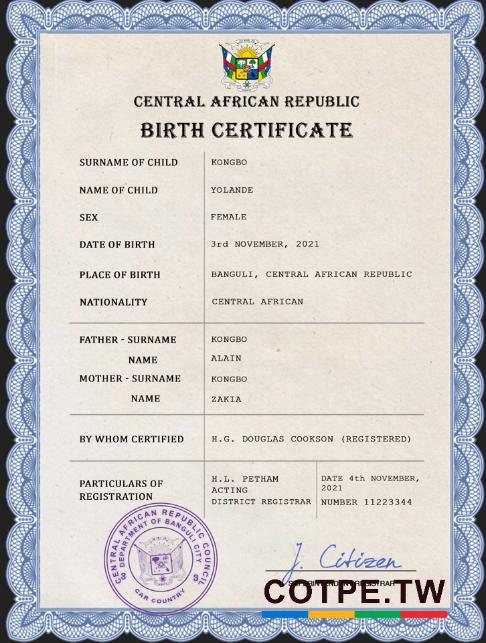 CENTRAL AFRICAN REPUBLIC
BIRTH CERTIFICATE
SURNAME OF CHILD KONGBO
NAME OF CHILD YOLANDE
SEX FEMALE
DATE OF BIRTH 3rd NOVEMBER, 2021
PLACE OF BIRTH BANGULI, CENTRAL AFRICAN REPUBLIC
NATIONALITY CENTRAL AFRICAN
FATHER - SURNAME KONGBO
NAME ALAIN
MOTHER - SURNAME KONGBO
NAME ZAKIA
BY WHOM CERTIFIED H.G. DOUGLAS COOKSON (REGISTERED)
PARTICULARS OF
REGISTRATION
H.L. PETHAM
ACTING
DISTRICT REGISTRAR
DATE 4th NOVEMBER,
2021
NUMBER 11223344
CENTRAL AFRICAN REPUBLIC COUNCIL
DEPARTMENT OF BANGULI CITY
CAR COUNTRY
J. Citizen
SUPERINTENDENT REGISTRAR
COTPE.TW